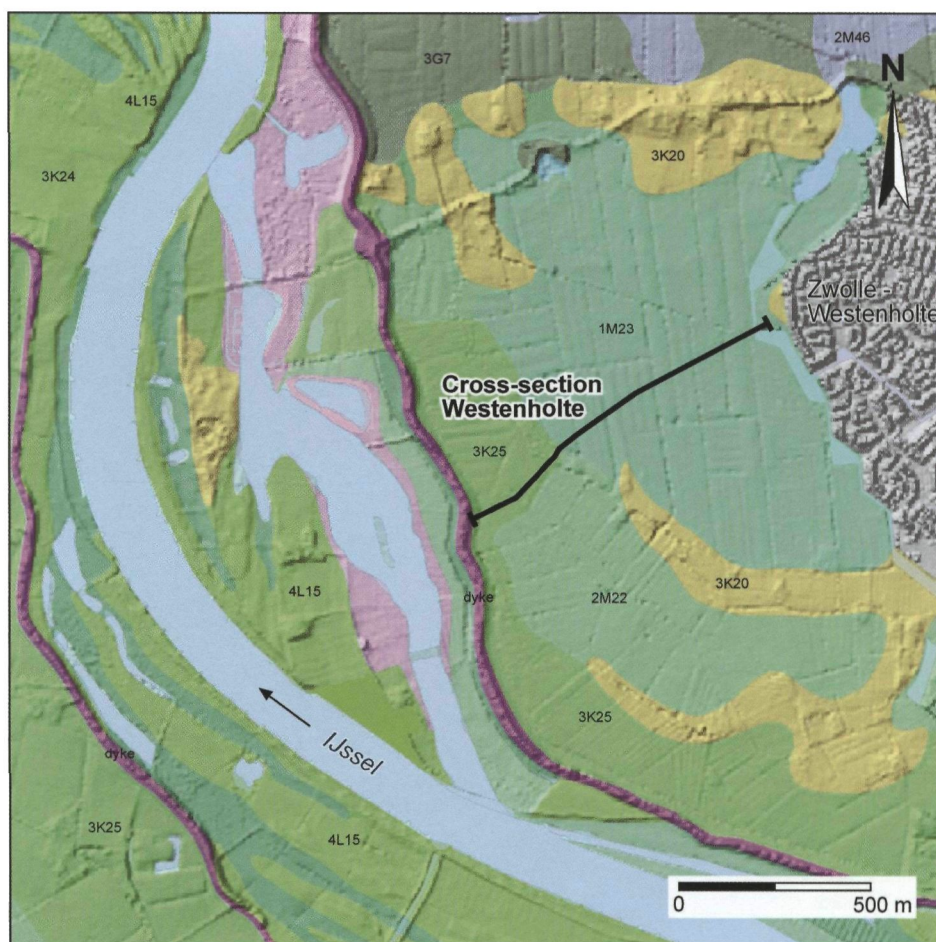 2M46
3G7
N
4L15
3K20
3K24
Zwolle -
Westenholte
1M23
Cross-section
Westenholte
3K25
3K20
4L15
2M22
dyke
3K25
IJssel
dyke
3K25
4L15
0
500 m